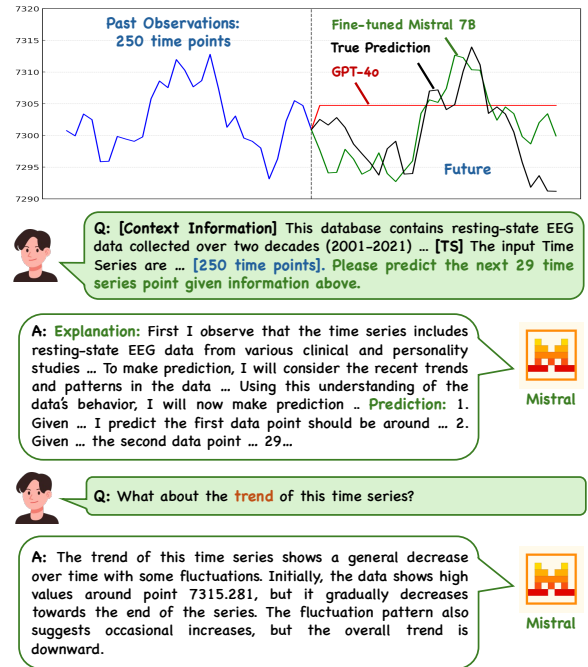 7320
7315
7310
7305
7300
7295
7290
Past Observations:
250 time points
Fine-tuned Mistral 7B
True Prediction
GPT-4o
Future
Q: [Context Information] This database contains resting-state EEG
data collected over two decades (2001-2021) … [TS] The input Time
Series are … [250 time points]. Please predict the next 29 time
series point given information above.
A: Explanation: First I observe that the time series includes
resting-state EEG data from various clinical and personality
studies … To make prediction, I will consider the recent trends
and patterns in the data … Using this understanding of the
data's behavior, I will now make prediction .. Prediction: 1.
Given … I predict the first data point should be around … 2.
Given … the second data point … 29…
Mistral
Q: What about the trend of this time series?
A: The trend of this time series shows a general decrease
over time with some fluctuations. Initially, the data shows high
values around point 7315.281, but it gradually decreases
towards the end of the series. The fluctuation pattern also
suggests occasional increases, but the overall trend is
downward.
Mistral